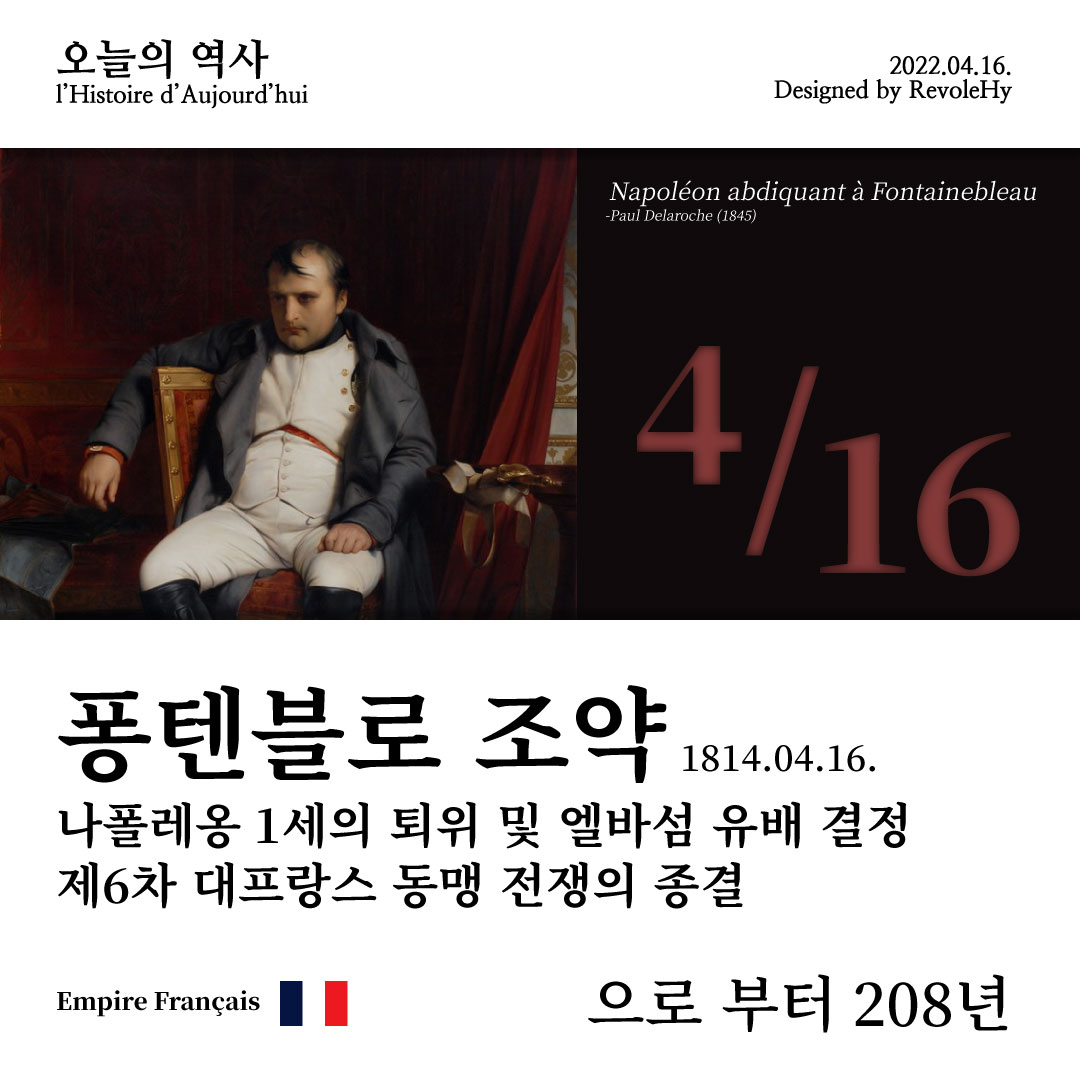 오늘의 역사
l’Histoire d’Aujourd’hui
2022.04.16.
Designed by RevoleHy
Napoléon abdiquant à Fontainebleau
-Paul Delaroche (1845)
4/16
퐁텐블로 조약 1814.04.16.
나폴레옹 1세의 퇴위 및 엘바섬 유배 결정
제6차 대프랑스 동맹 전쟁의 종결
Empire Français
으로 부터 208년